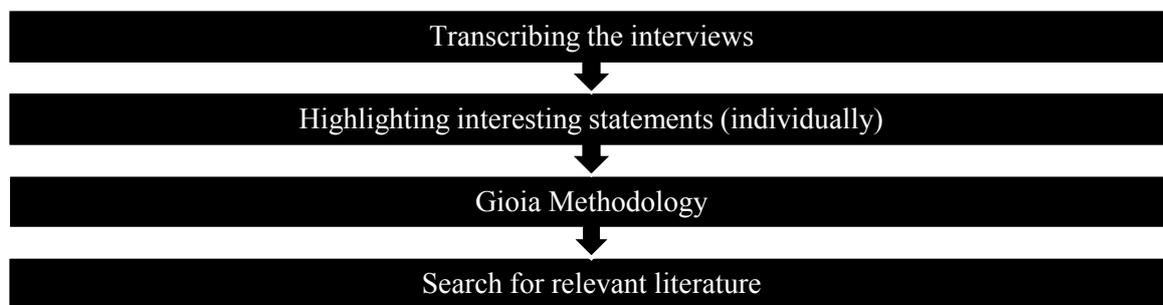 Transcribing the interviews
Highlighting interesting statements (individually)
Gioia Methodology
Search for relevant literature